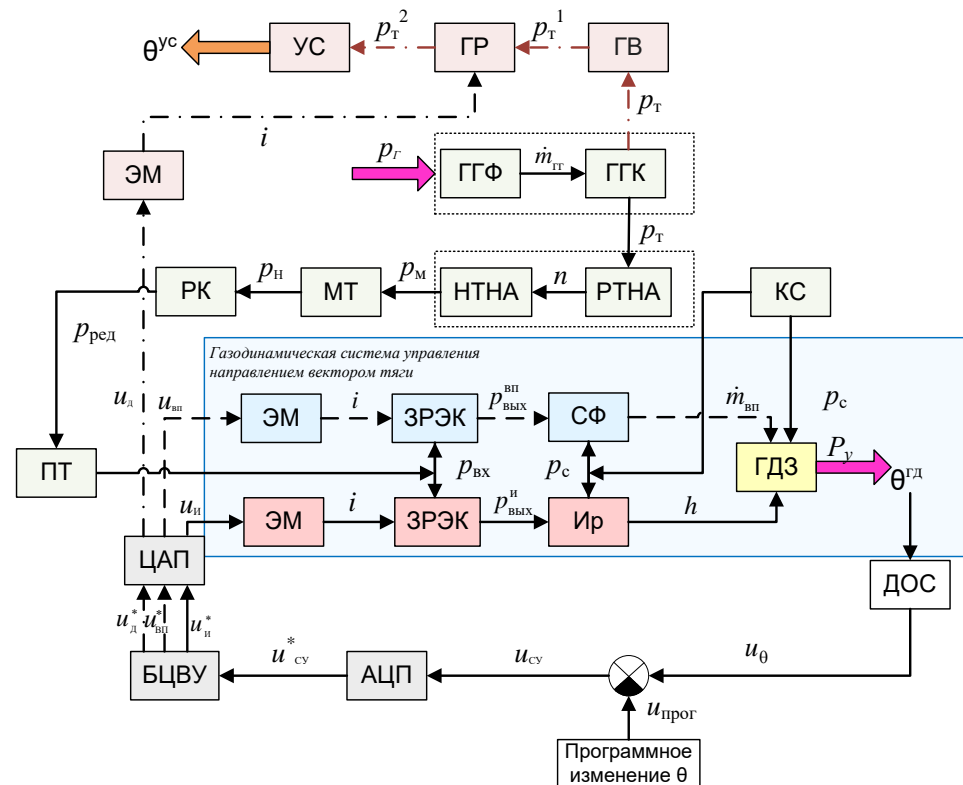 θ^ус
УС
p_т^2
ГР
p_т^1
ГВ
p_т
i
ЭМ
p_Г
ГГФ
ṁ_гг
ГГК
p_т
РК
p_н
МТ
p_м
НТНА
n
РТНА
КС
p_ред
Газодинамическая система управления
направлением вектором тяги
u_д
u_вп
ЭМ
i
ЗРЭК
p_вых^вп
СФ
ṁ_вп
p_с
ПТ
p_вх
p_с
ГДЗ
P_y
θ^гд
u_и
ЭМ
i
ЗРЭК
p_вых^и
Ир
h
ЦАП
ДОС
u_д^*
u_вп^*
u_и^*
БЦВУ
u_су^*
АЦП
u_су
u_θ
u_прог
Программное
изменение θ